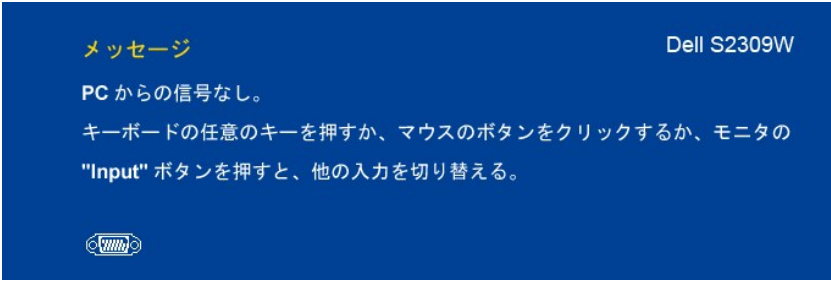 メッセージ
Dell S2309W
PC からの信号なし。
キーボードの任意のキーを押すか、マウスのボタンをクリックするか、モニタの
"Input" ボタンを押すと、他の入力を切り替える。